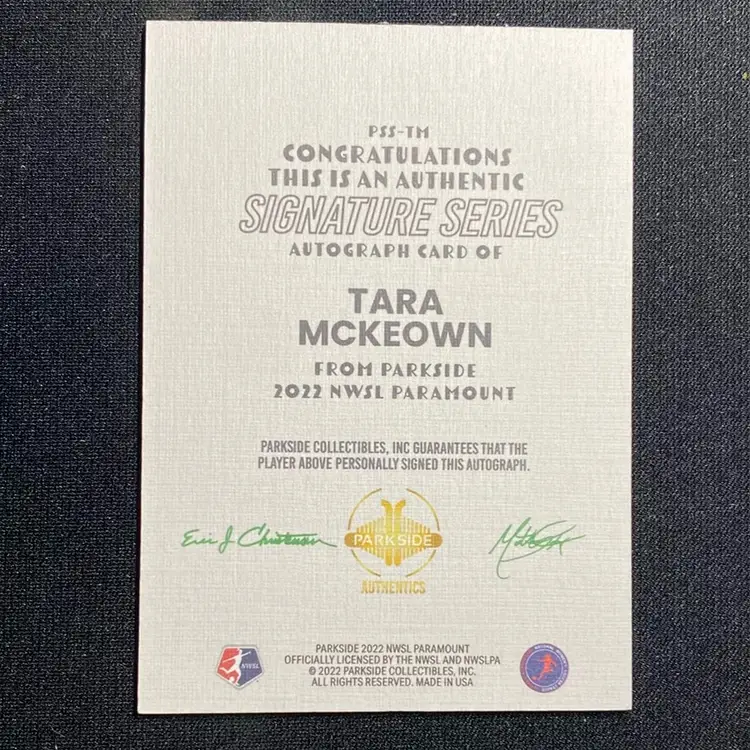 PSS-TM
CONGRATULATIONS
THIS IS AN AUTHENTIC
SIGNATURE SERIES
AUTOGRAPH CARD OF
TARA
MCKEOWN
FROM PARKSIDE
2022 NWSL PARAMOUNT
PARKSIDE COLLECTIBLES, INC GUARANTEES THAT THE
PLAYER ABOVE PERSONALLY SIGNED THIS AUTOGRAPH.
PARKSIDE
AUTHENTICS
NWSL
PARKSIDE 2022 NWSL PARAMOUNT
OFFICIALLY LICENSED BY THE NWSL AND NWSLPA
© 2022 PARKSIDE COLLECTIBLES, INC.
ALL RIGHTS RESERVED. MADE IN USA